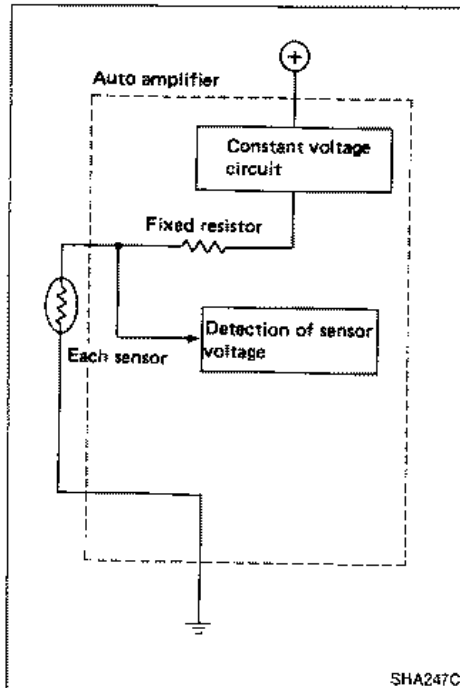 Auto amplifier
Constant voltage
circuit
Fixed resistor
Detection of sensor
voltage
Each sensor
SHA247C